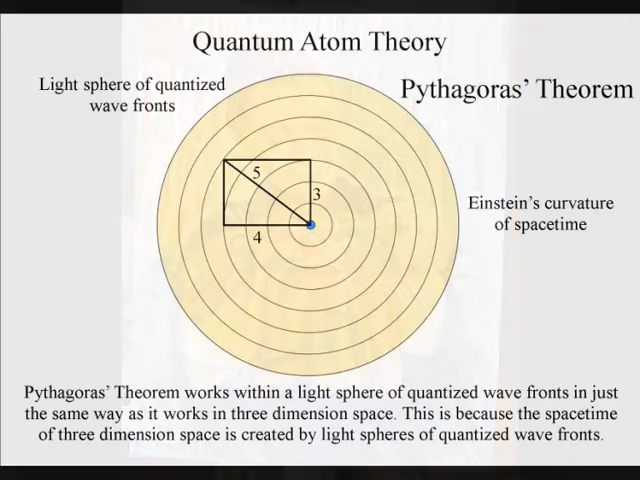 Quantum Atom Theory
Light sphere of quantized
wave fronts
Pythagoras’ Theorem
5
3
4
Einstein’s curvature
of spacetime
Pythagoras’ Theorem works within a light sphere of quantized wave fronts in just
the same way as it works in three dimension space. This is because the spacetime
of three dimension space is created by light spheres of quantized wave fronts.